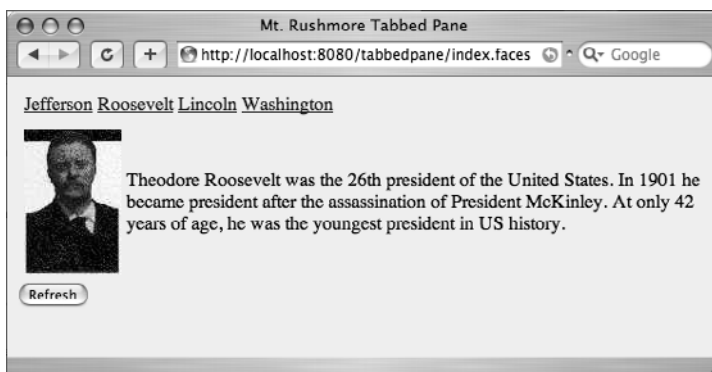 Mt. Rushmore Tabbed Pane
http://localhost:8080/tabbedpane/index.faces
Google
Jefferson Roosevelt Lincoln Washington
Theodore Roosevelt was the 26th president of the United States. In 1901 he
became president after the assassination of President McKinley. At only 42
years of age, he was the youngest president in US history.
Refresh